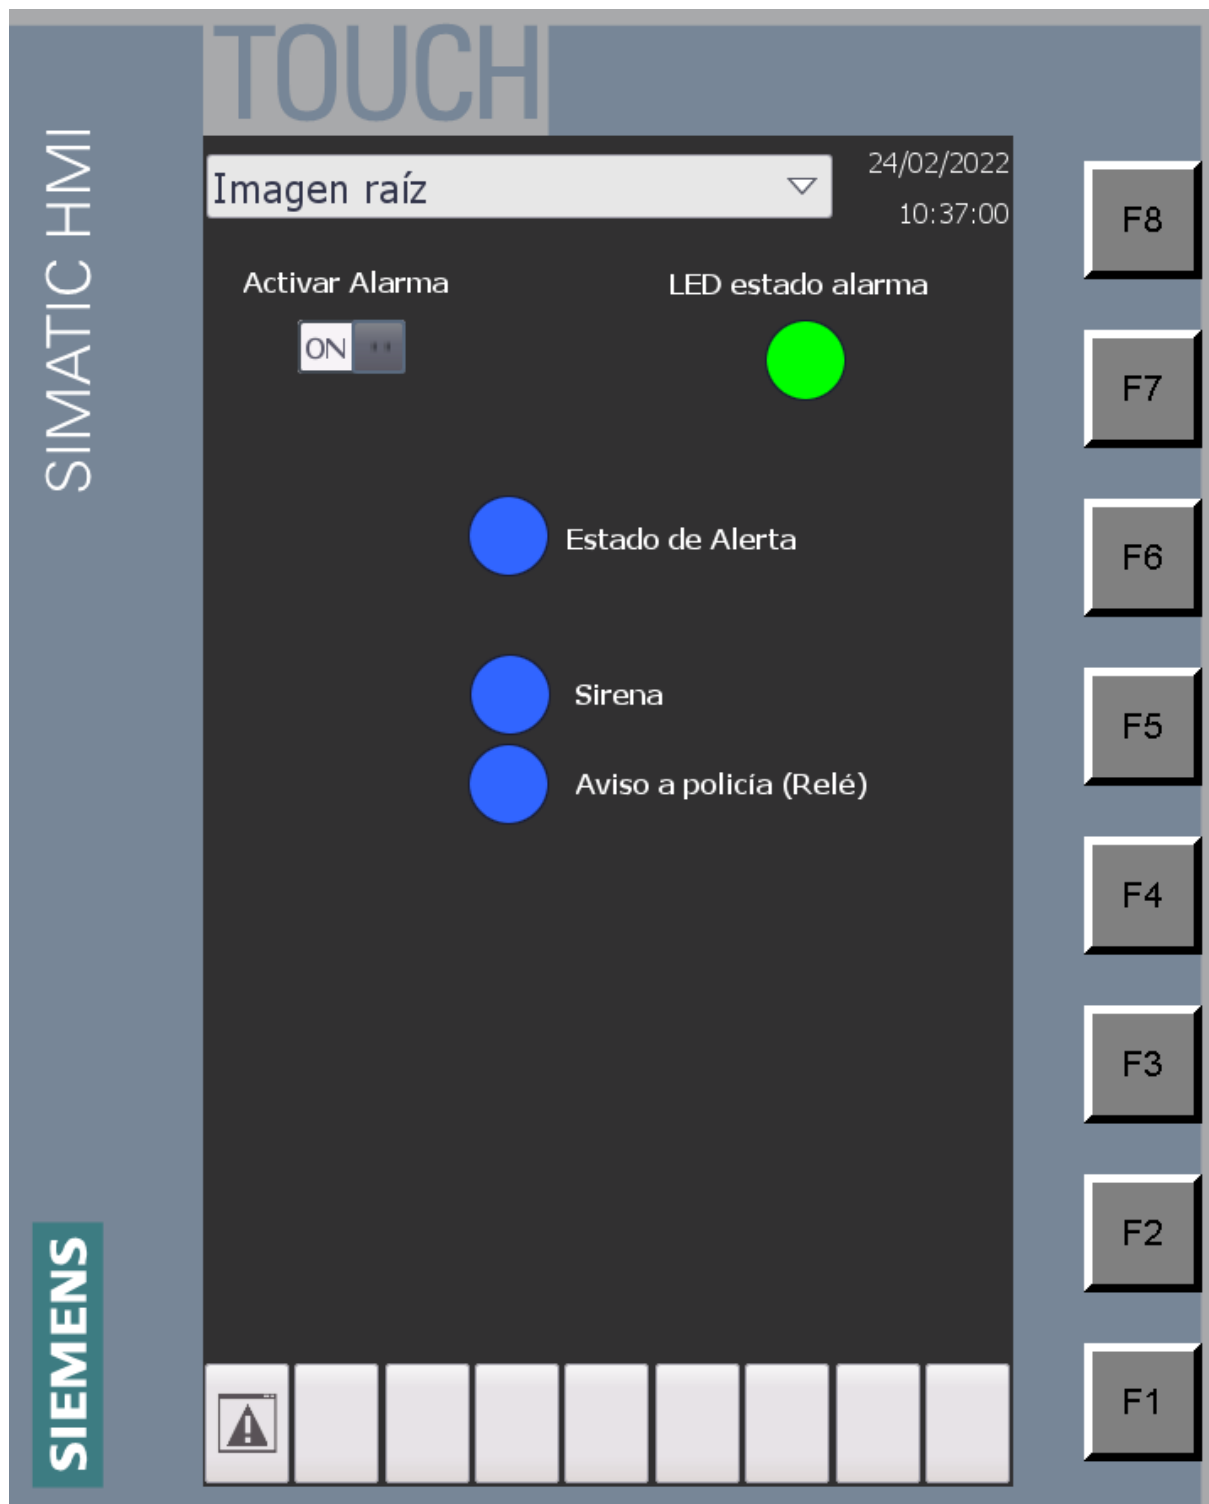 TOUCH
SIMATIC HMI
Imagen raíz
24/02/2022
10:37:00
Activar Alarma
LED estado alarma
ON
Estado de Alerta
Sirena
Aviso a policía (Relé)
F8
F7
F6
F5
F4
F3
F2
F1
SIEMENS